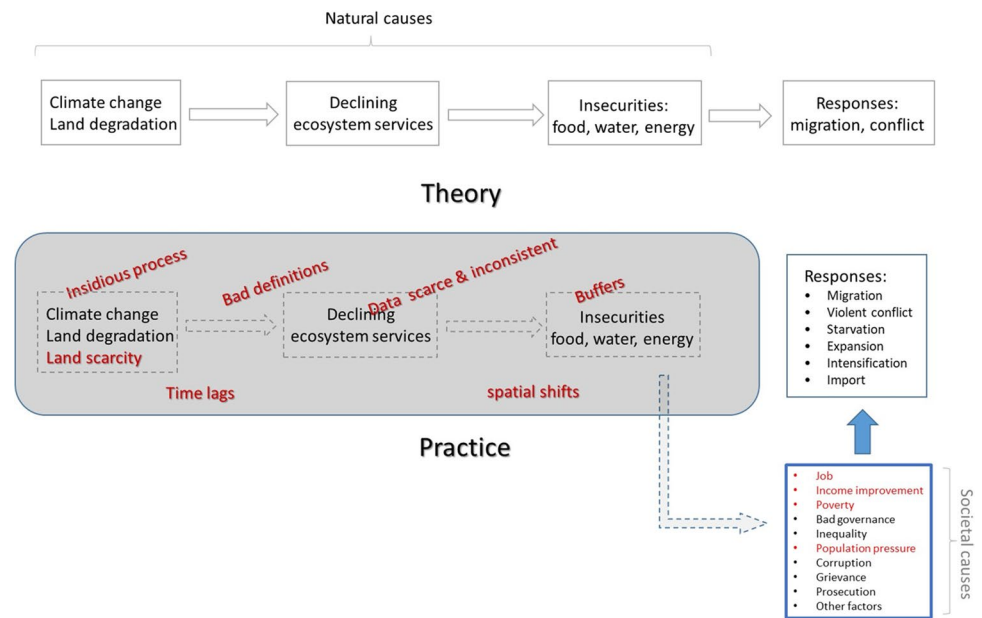 Natural causes
Climate change
Land degradation
Declining
ecosystem services
Insecurities:
food, water, energy
Responses:
migration, conflict
Theory
Insidious process
Bad definitions
Data scarce & inconsistent
Buffers
Climate change
Land degradation
Land scarcity
Declining
ecosystem services
Insecurities
food, water, energy
Time lags
spatial shifts
Practice
Responses:
• Migration
• Violent conflict
• Starvation
• Expansion
• Intensification
• Import
• Job
• Income improvement
• Poverty
• Bad governance
• Inequality
• Population pressure
• Corruption
• Grievance
• Prosecution
• Other factors
Societal causes